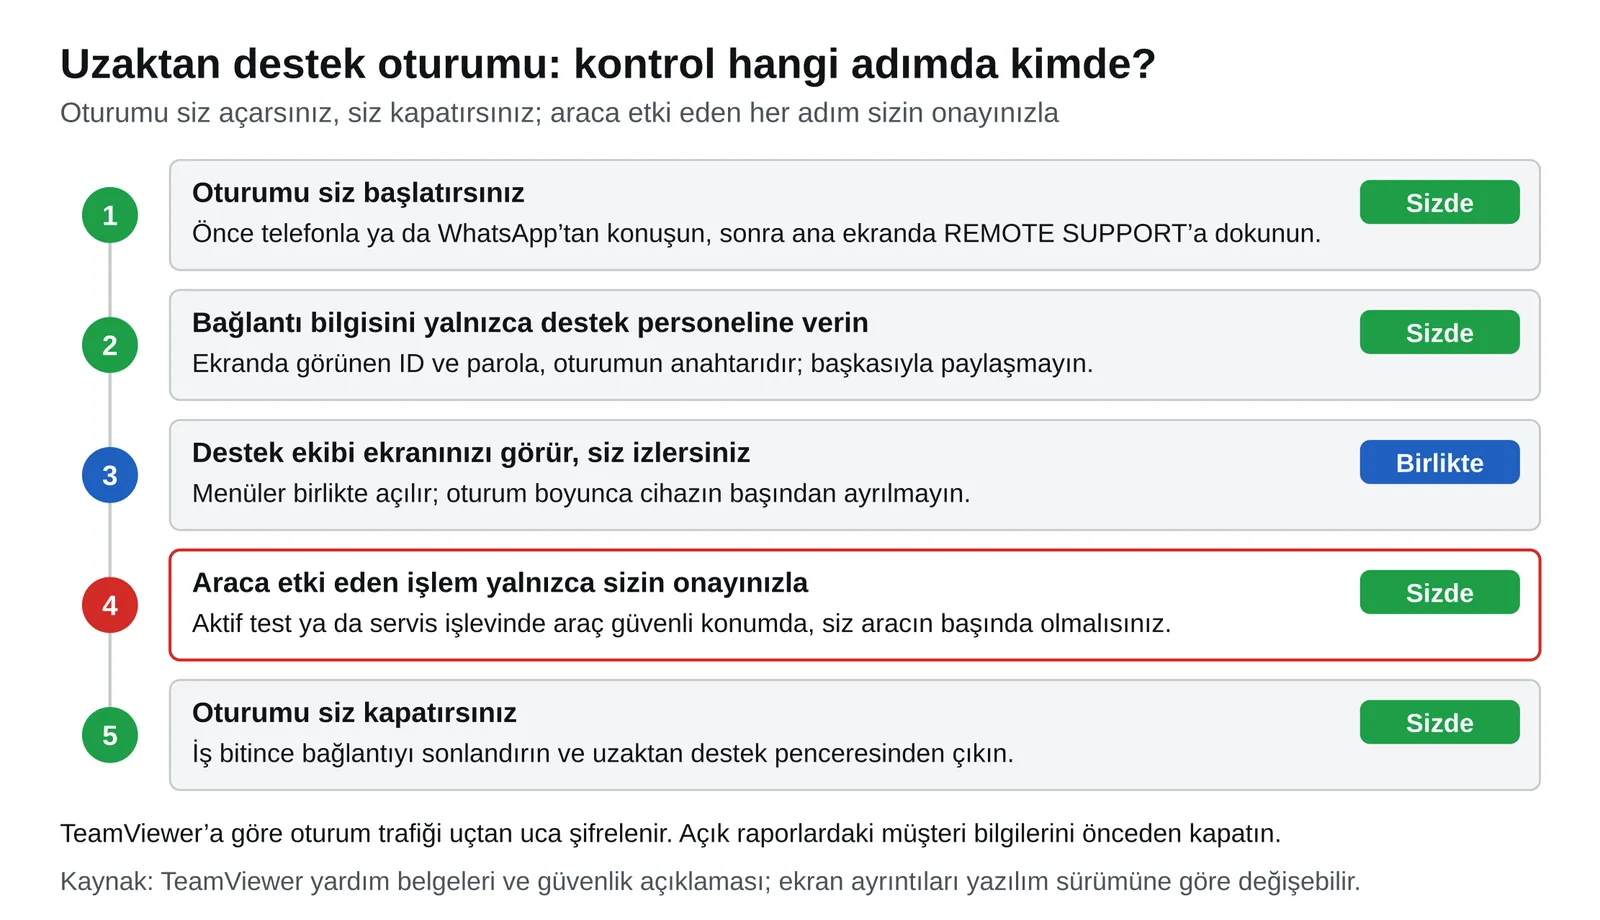 Uzaktan destek oturumu: kontrol hangi adımda kimde?
Oturumu siz açarsınız, siz kapatırsınız; araca etki eden her adım sizin onayınızla
1
Oturumu siz başlatırsınız
Sizde
Önce telefonla ya da WhatsApp’tan konuşun, sonra ana ekranda REMOTE SUPPORT’a dokunun.
2
Bağlantı bilgisini yalnızca destek personeline verin
Sizde
Ekranda görünen ID ve parola, oturumun anahtarıdır; başkasıyla paylaşmayın.
3
Destek ekibi ekranınızı görür, siz izlersiniz
Birlikte
Menüler birlikte açılır; oturum boyunca cihazın başından ayrılmayın.
4
Araca etki eden işlem yalnızca sizin onayınızla
Sizde
Aktif test ya da servis işlevinde araç güvenli konumda, siz aracın başında olmalısınız.
5
Oturumu siz kapatırsınız
Sizde
İş bitince bağlantıyı sonlandırın ve uzaktan destek penceresinden çıkın.
TeamViewer’a göre oturum trafiği uçtan uca şifrelenir. Açık raporlardaki müşteri bilgilerini önceden kapatın.
Kaynak: TeamViewer yardım belgeleri ve güvenlik açıklaması; ekran ayrıntıları yazılım sürümüne göre değişebilir.